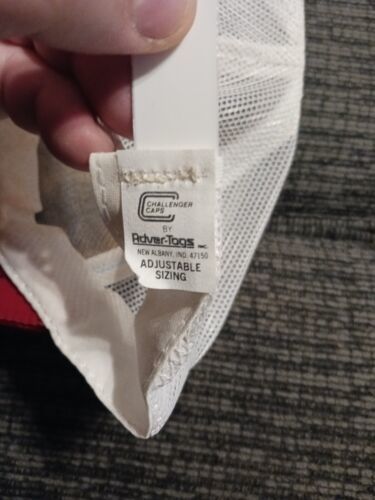 CHALLENGER
CAPS
BY
Adver-Tags INC.
NEW ALBANY, IND. 47150
ADJUSTABLE
SIZING